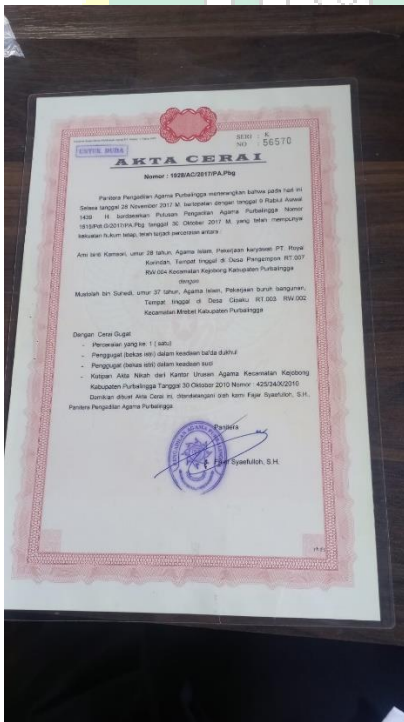 SERI : K
UNTUK DUDA
NO : 56570
AKTA CERAI
Nomor : 1928/AC/2017/PA.Pbg
Panitera Pengadilan Agama Purbalingga menerangkan bahwa pada hari ini
Selasa tanggal 28 November 2017 M. bertepatan dengan tanggal 9 Rabiul Awwal
1439 H. berdasarkan Putusan Pengadilan Agama Purbalingga Nomor
1815/Pdt.G/2017/PA.Pbg tanggal 30 Oktober 2017 M. yang telah mempunyai
kekuatan hukum tetap, telah terjadi perceraian antara :
Ami binti Kamsori, umur 28 tahun, Agama Islam, Pekerjaan karyawati PT. Royal
Korindah, Tempat tinggal di Desa Pangempon RT.007
RW.004 Kecamatan Kejobong Kabupaten Purbalingga
dengan
Mustolah bin Suhedi, umur 37 tahun, Agama Islam, Pekerjaan buruh bangunan,
Tempat tinggal di Desa Cipaku RT.003 RW.002
Kecamatan Mrebet Kabupaten Purbalingga
Dengan Cerai Gugat
- Perceraian yang ke: 1 ( satu)
- Penggugat (bekas istri) dalam keadaan ba'da dukhul
- Penggugat (bekas istri) dalam keadaan suci
- Kutipan Akta Nikah dari Kantor Urusan Agama Kecamatan Kejobong
Kabupaten Purbalingga Tanggal 30 Oktober 2010 Nomor : 425/34/X/2010
Demikian dibuat Akta Cerai ini, ditandatangani oleh kami Fajar Syaefulloh, S.H.,
Panitera Pengadilan Agama Purbalingga
Panitera
Fajar Syaefulloh, S.H.